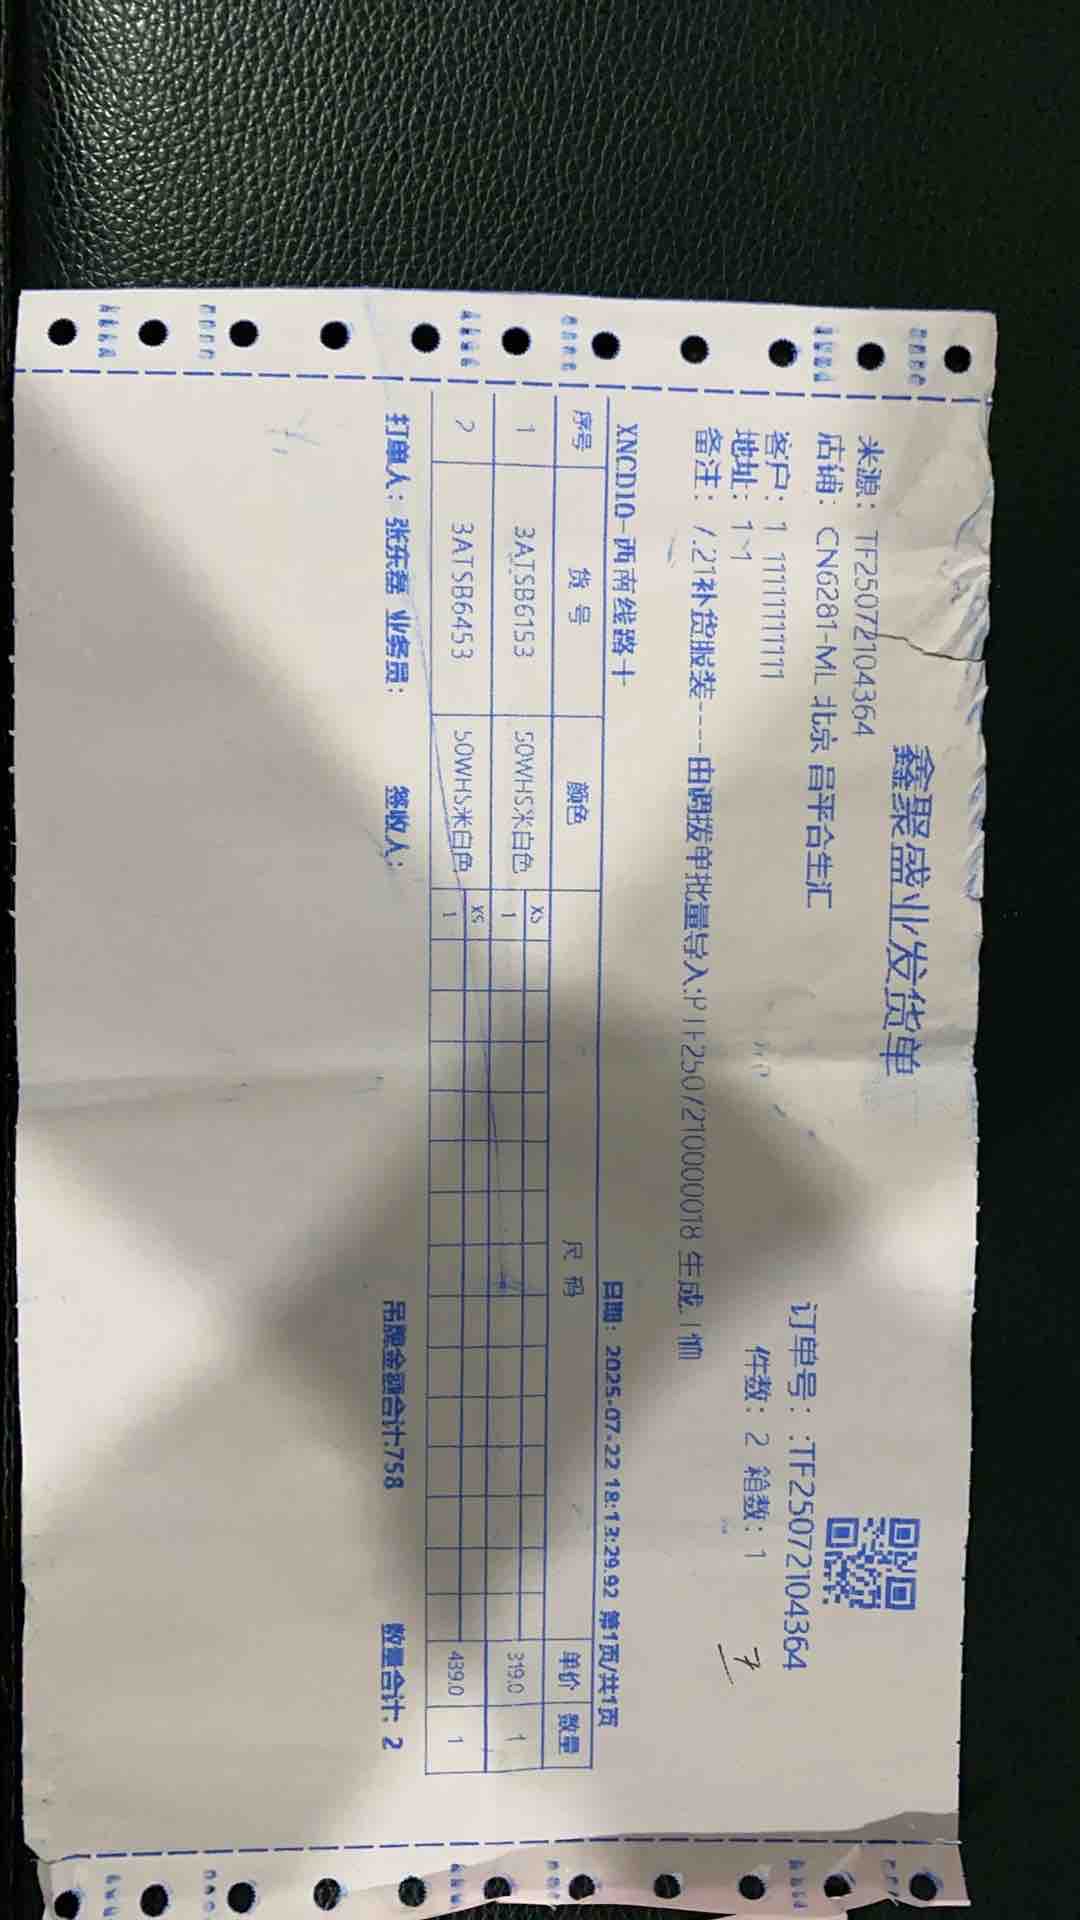 鑫聚盛业发货单
来源：TF25072104364
店铺：CN6281-ML 北京昌平合生汇
订单号：:TF25072104364
客户：1 11111111111
件数：2 箱数：1
地址：1 1
备注：7.21补货服装----由调拨单批量导入:PTF2507210000018 生成.1恤
XNCD10-西南线路十
日期：2025-07-22 18:13:29.92 第1页/共1页
序号 货号 颜色 尺码 单价 数量
XS
1 3ATSB6153 50WHS米白色 1 319.0 1
XS
2 3ATSB6453 50WHS米白色 1 439.0 1
打单人：张东磊 业务员： 签收人： 吊牌金额合计:758 数量合计：2